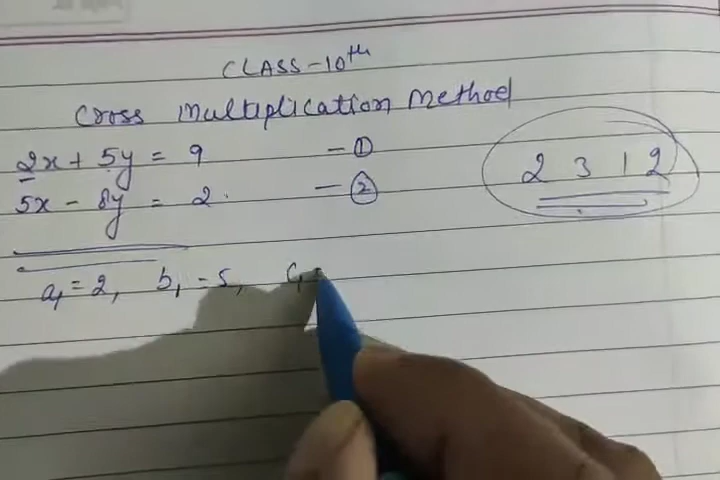 CLASS-10th
Cross Multiplication Method
2x + 5y = 9 - ①
5x - 8y = 2. - ②
2 3 1 2
a₁ = 2, b₁ = 5, c₁ =